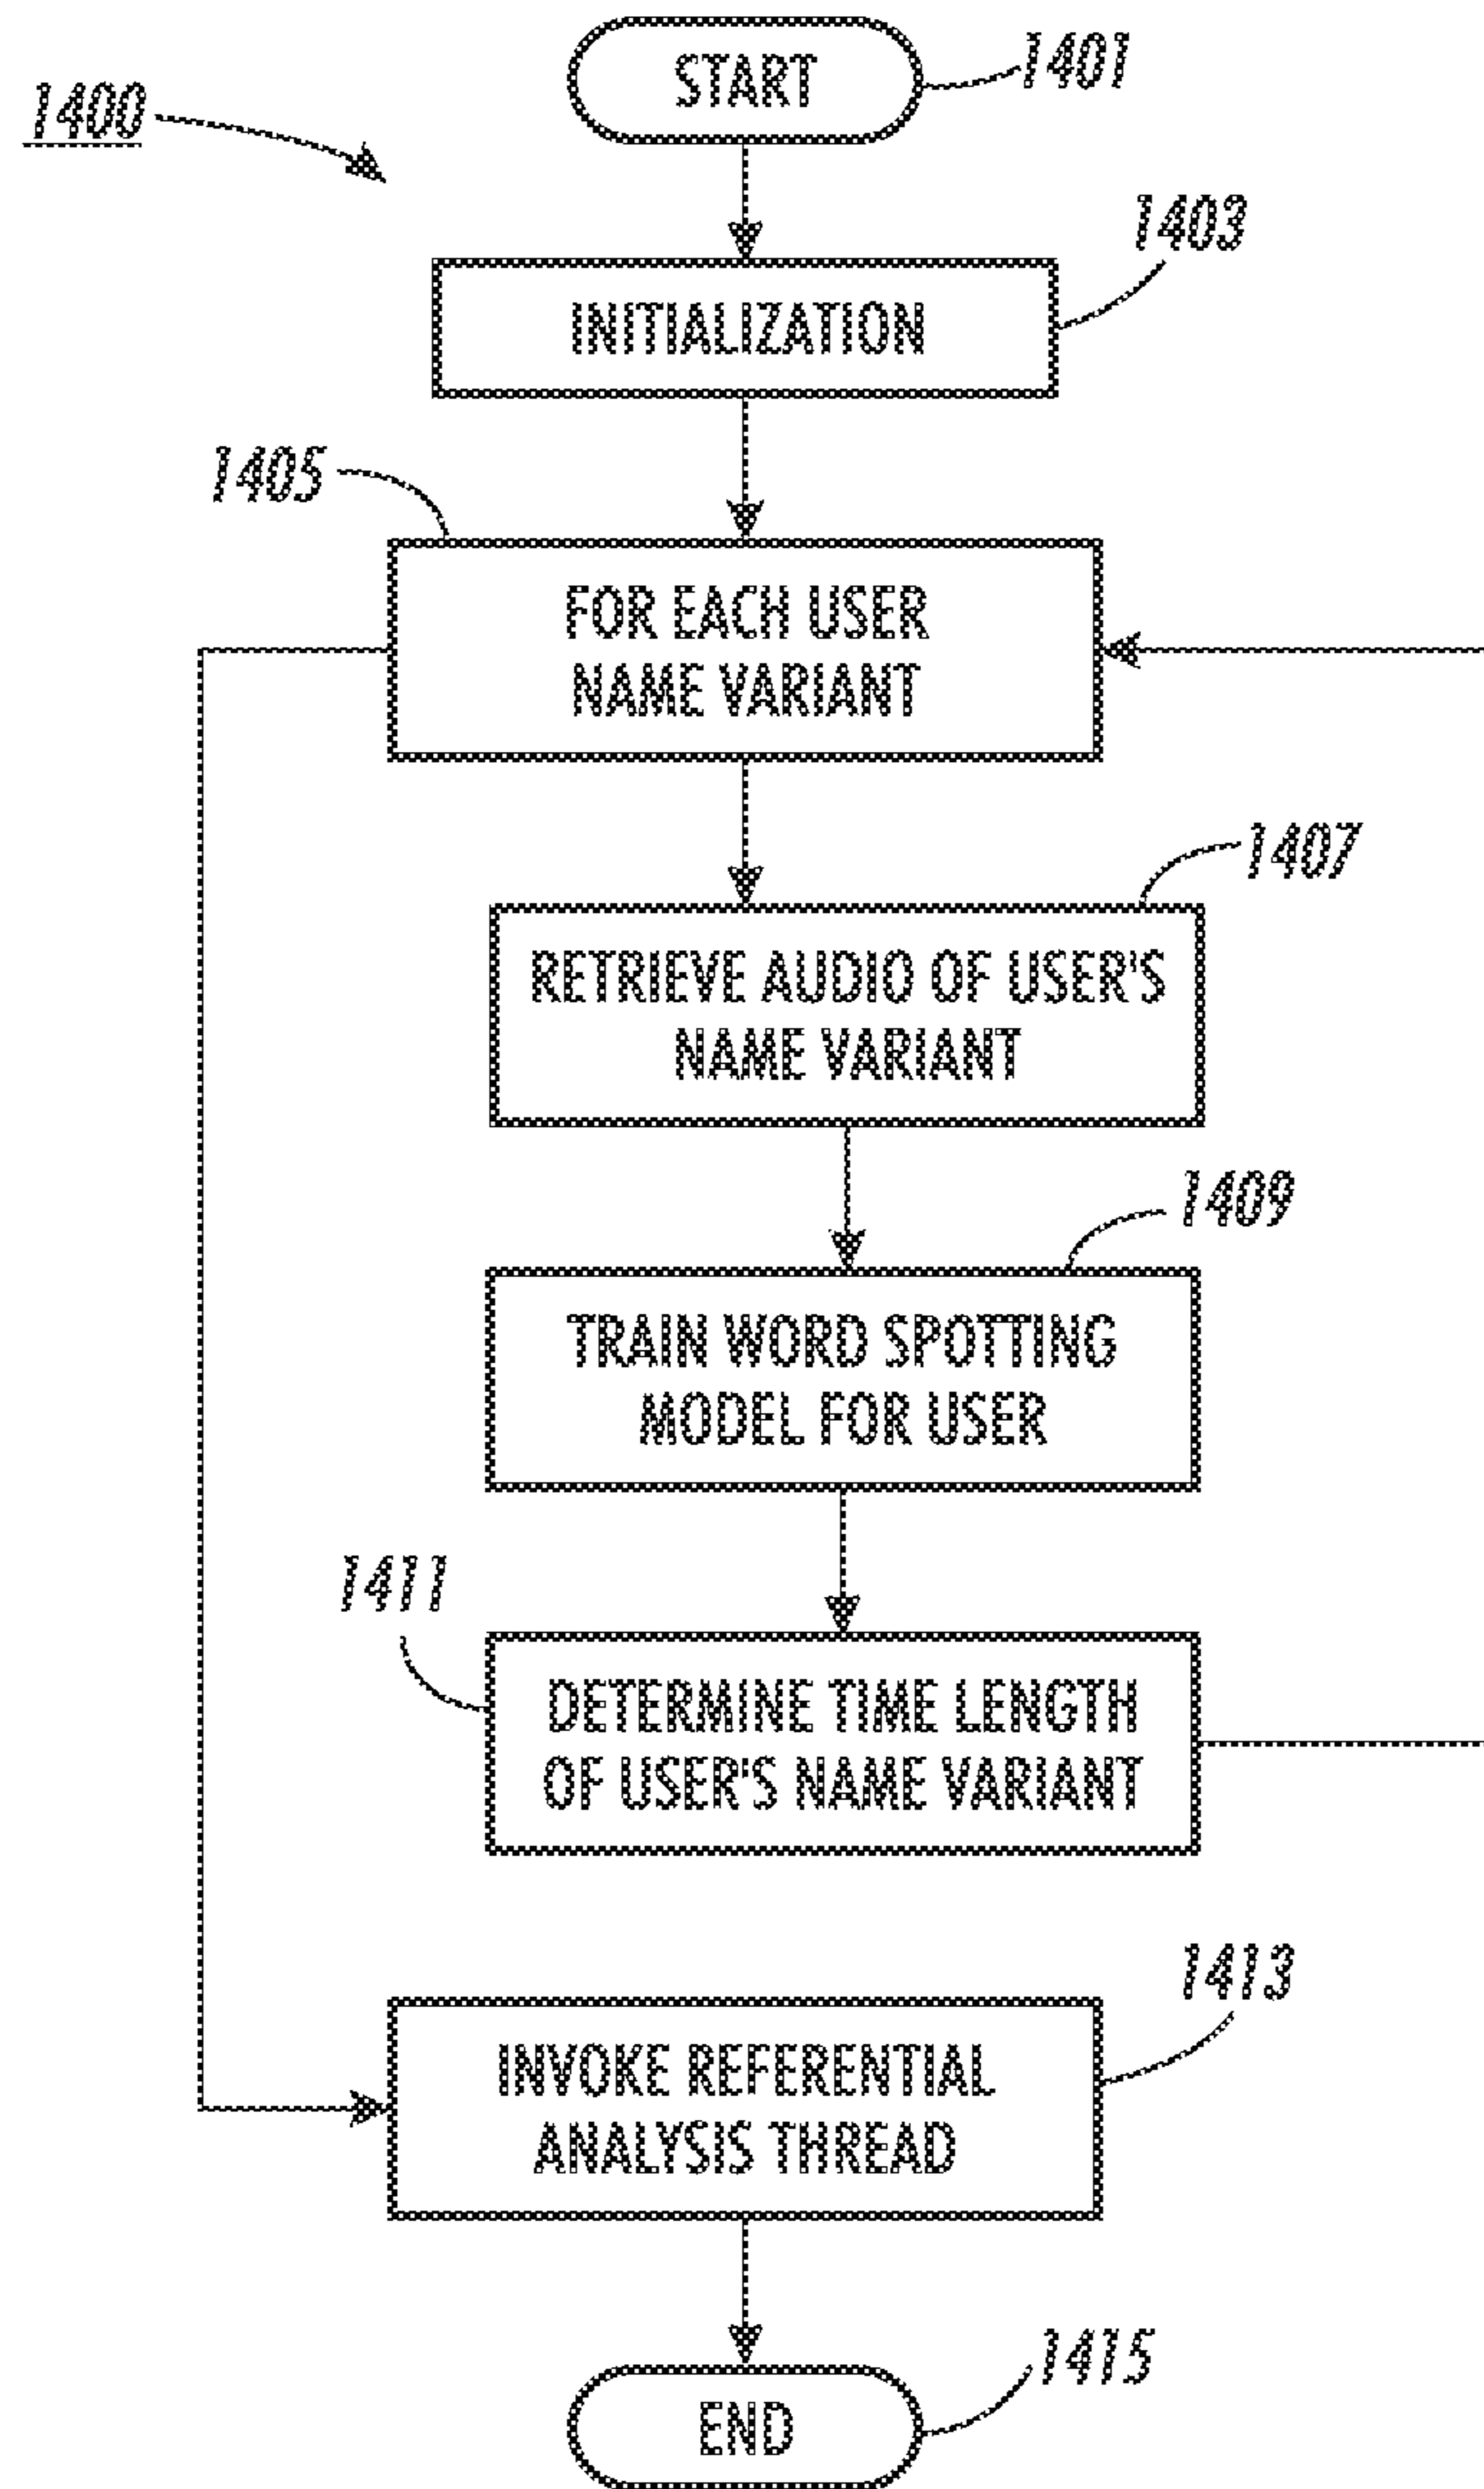 START
1401
1400
1403
INITIALIZATION
1405
FOR EACH USER
NAME VARIANT
1407
RETRIEVE AUDIO OF USER'S
NAME VARIANT
1409
TRAIN WORD SPOTTING
MODEL FOR USER
1411
DETERMINE TIME LENGTH
OF USER'S NAME VARIANT
1413
INVOKE REFERENTIAL
ANALYSIS THREAD
1415
END